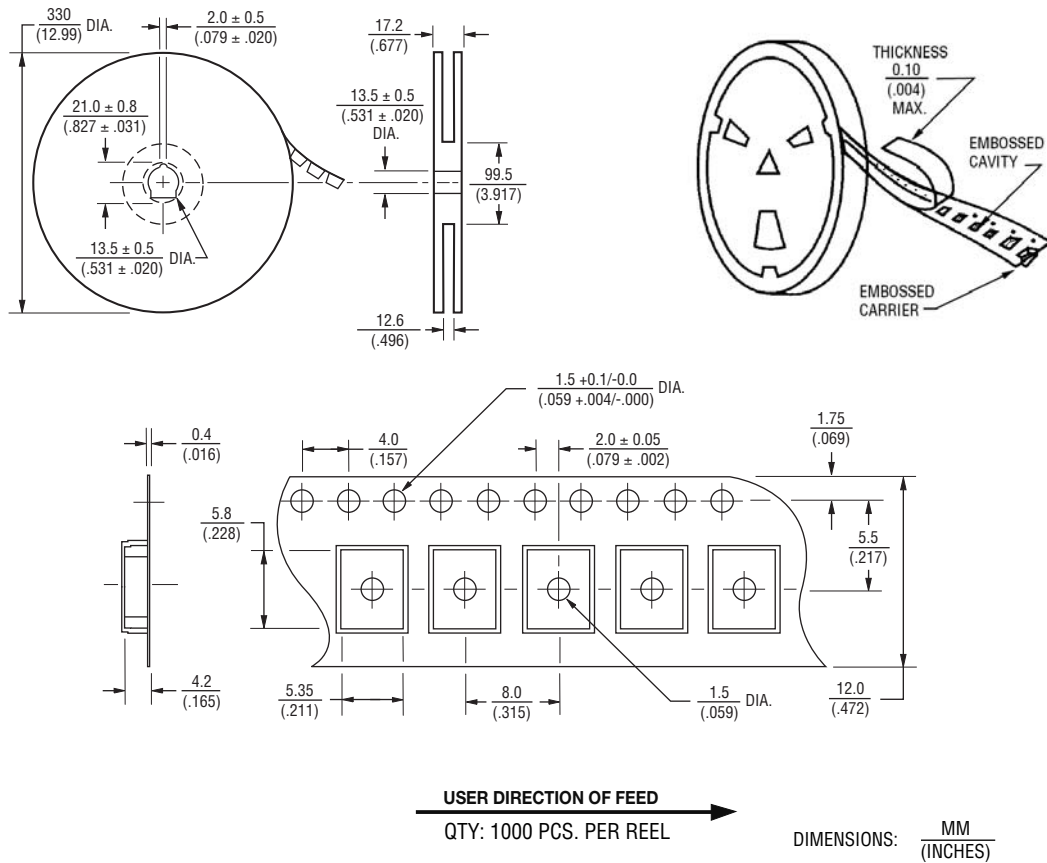 330
(12.99)
DIA.
2.0 ± 0.5
(.079 ± .020)
21.0 ± 0.8
(.827 ± .031)
13.5 ± 0.5
(.531 ± .020)
DIA.
17.2
(.677)
13.5 ± 0.5
(.531 ± .020)
DIA.
99.5
(3.917)
12.6
(.496)
THICKNESS
0.10
(.004)
MAX.
EMBOSSED
CAVITY
EMBOSSED
CARRIER
0.4
(.016)
4.0
(.157)
1.5 +0.1/-0.0
(.059 +.004/-.000)
DIA.
2.0 ± 0.05
(.079 ± .002)
1.75
(.069)
5.8
(.228)
5.5
(.217)
4.2
(.165)
5.35
(.211)
8.0
(.315)
1.5
(.059)
DIA.
12.0
(.472)
USER DIRECTION OF FEED
QTY: 1000 PCS. PER REEL
DIMENSIONS:
MM
(INCHES)